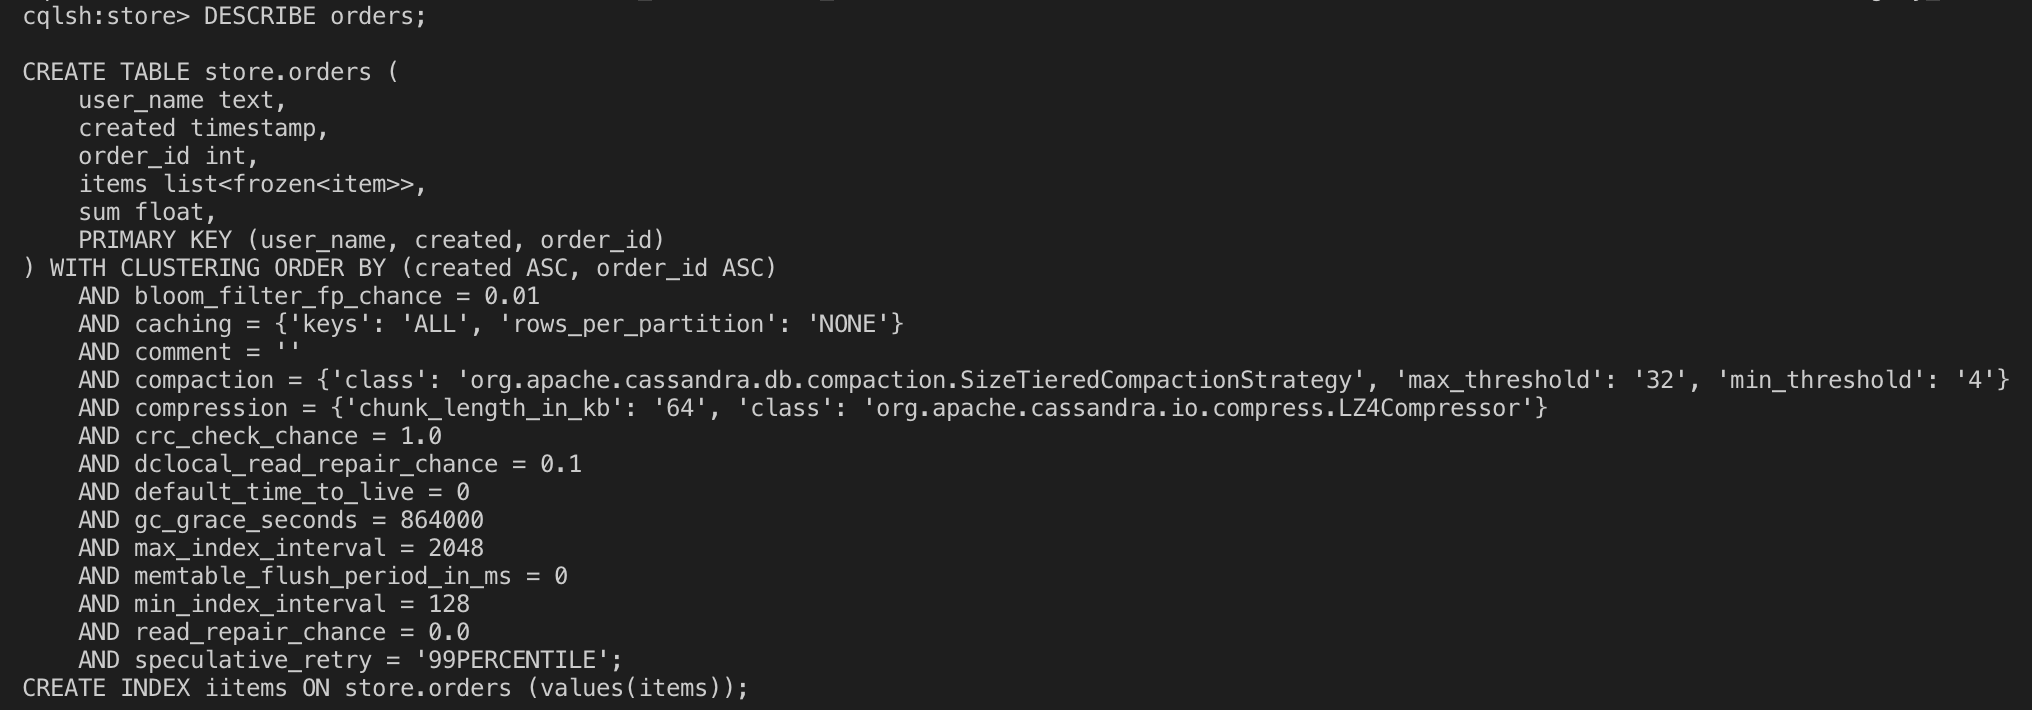 cqlsh:store> DESCRIBE orders;

CREATE TABLE store.orders (
    user_name text,
    created timestamp,
    order_id int,
    items list<frozen<item>>,
    sum float,
    PRIMARY KEY (user_name, created, order_id)
) WITH CLUSTERING ORDER BY (created ASC, order_id ASC)
    AND bloom_filter_fp_chance = 0.01
    AND caching = {'keys': 'ALL', 'rows_per_partition': 'NONE'}
    AND comment = ''
    AND compaction = {'class': 'org.apache.cassandra.db.compaction.SizeTieredCompactionStrategy', 'max_threshold': '32', 'min_threshold': '4'}
    AND compression = {'chunk_length_in_kb': '64', 'class': 'org.apache.cassandra.io.compress.LZ4Compressor'}
    AND crc_check_chance = 1.0
    AND dclocal_read_repair_chance = 0.1
    AND default_time_to_live = 0
    AND gc_grace_seconds = 864000
    AND max_index_interval = 2048
    AND memtable_flush_period_in_ms = 0
    AND min_index_interval = 128
    AND read_repair_chance = 0.0
    AND speculative_retry = '99PERCENTILE';
CREATE INDEX iitems ON store.orders (values(items));